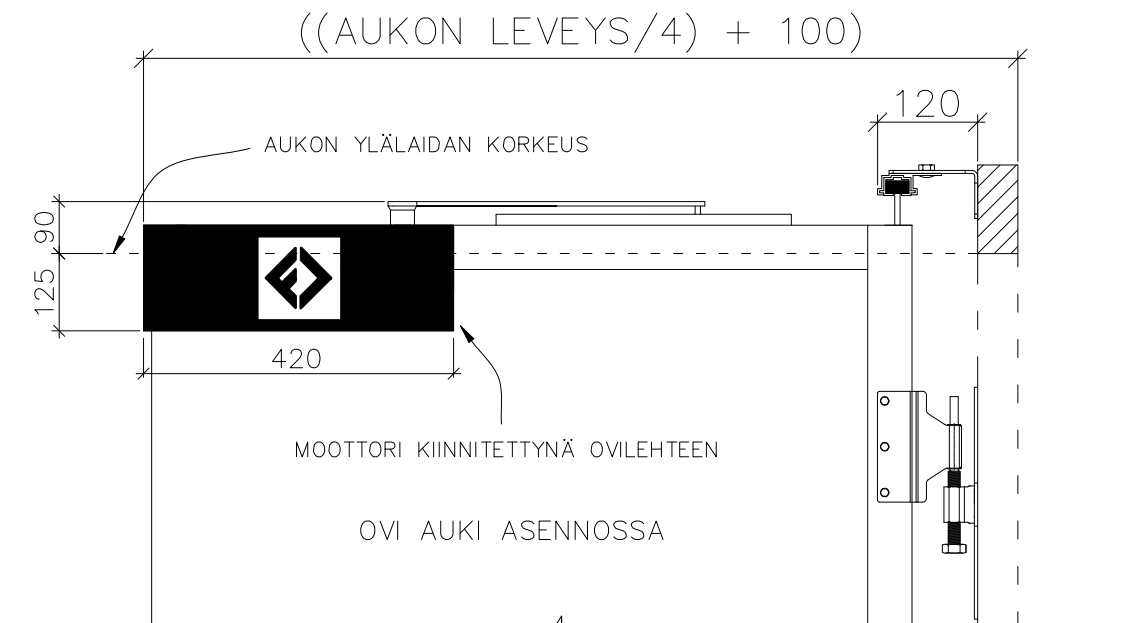 ((AUKON LEVEYS/4) + 100)
120
AUKON YLÄLAIDAN KORKEUS
90
125
420
MOOTTORI KIINNITETTYNÄ OVILEHTEEN
OVI AUKI ASENNOSSA